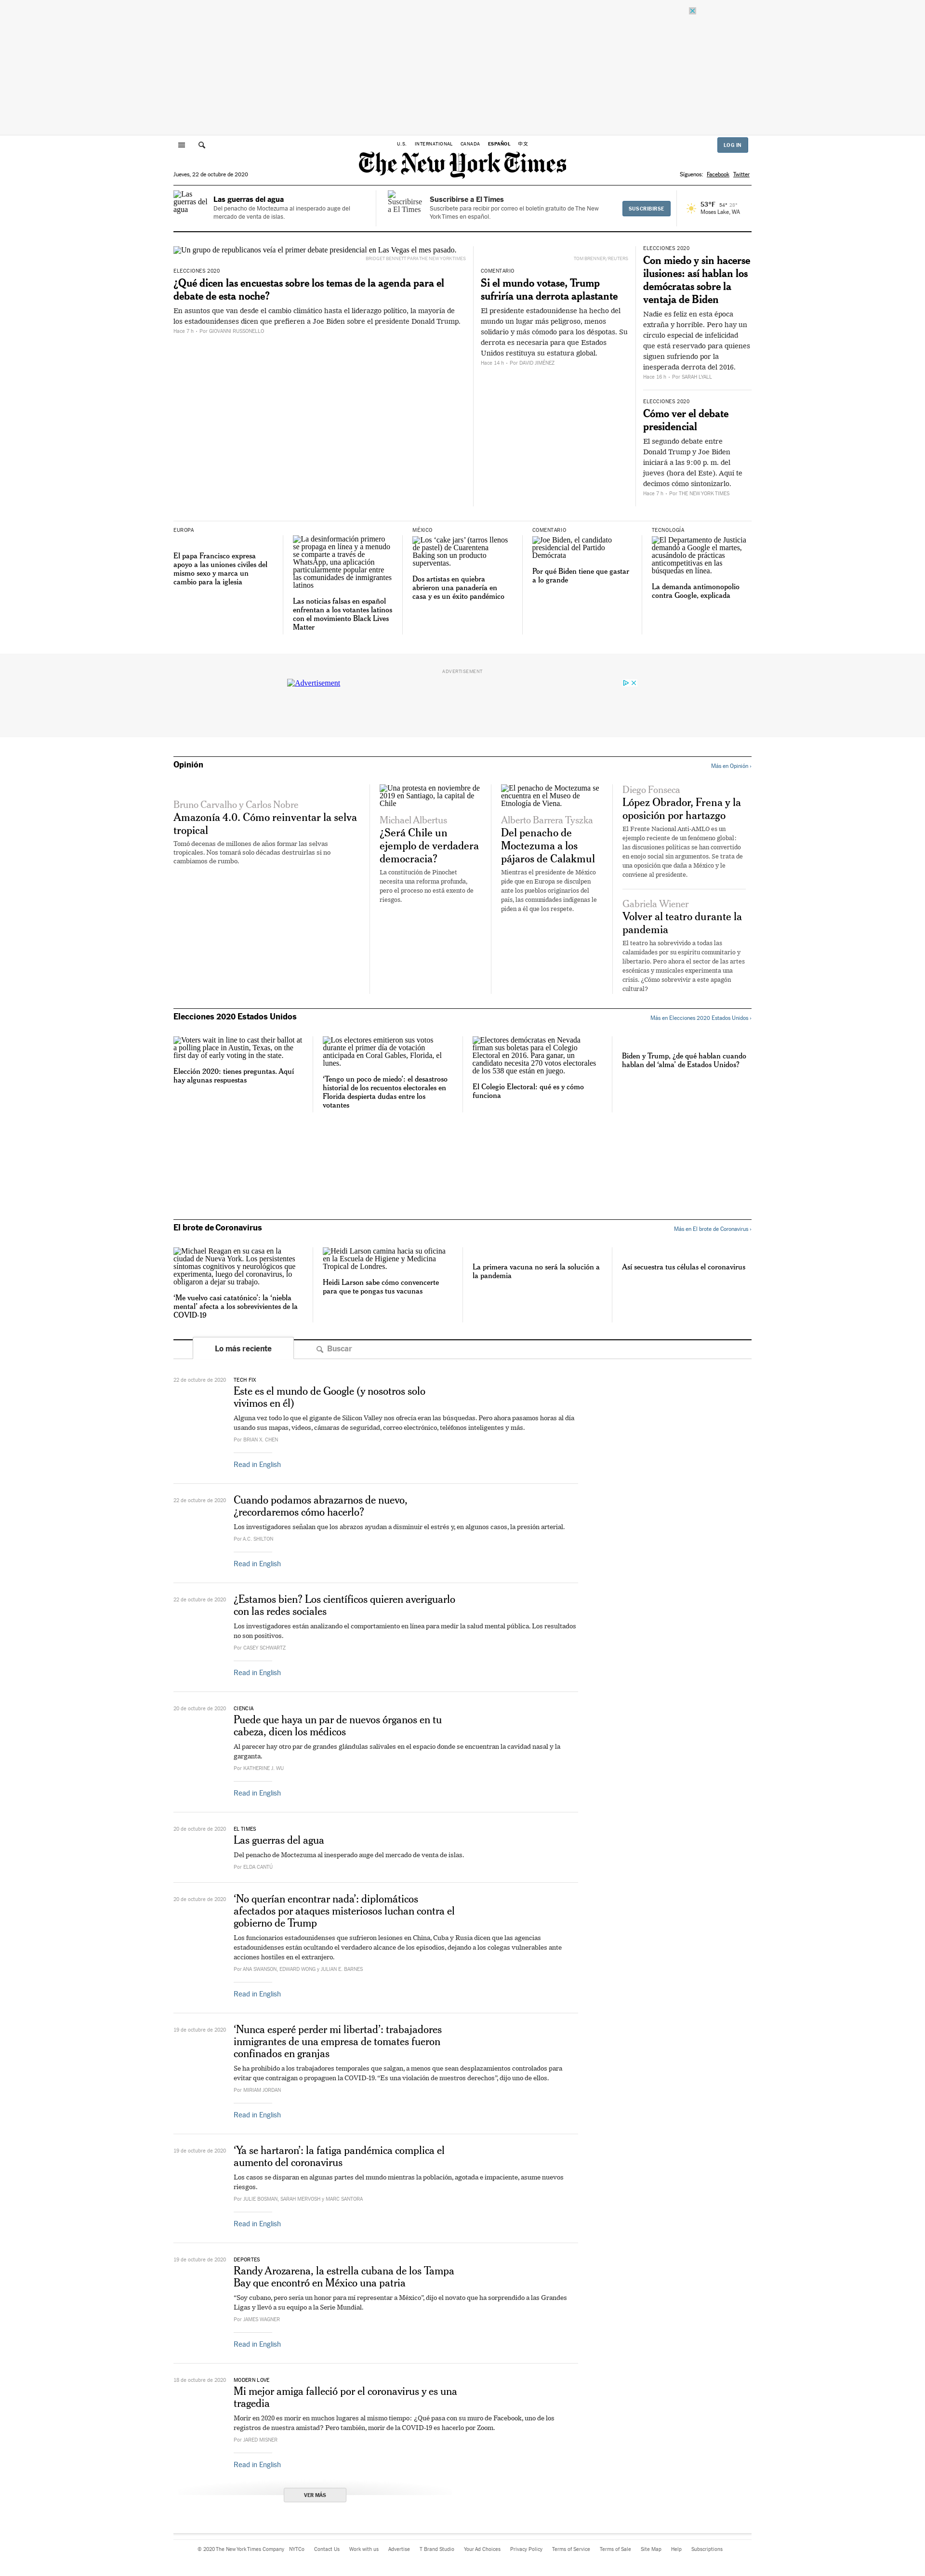 U.S. INTERNATIONAL CANADA ESPAÑOL 中文
LOG IN
The New York Times
Jueves, 22 de octubre de 2020
Síguenos: Facebook Twitter
Las guerras del agua
Las guerras del agua
Del penacho de Moctezuma al inesperado auge del
mercado de venta de islas.
Suscribirse a El Times
Suscribirse a El Times
Suscríbete para recibir por correo el boletín gratuito de The New
York Times en español.
SUSCRIBIRSE
53°F 56° 28°
Moses Lake, WA
Un grupo de republicanos veía el primer debate presidencial en Las Vegas el mes pasado.
BRIDGET BENNETT PARA THE NEW YORK TIMES
ELECCIONES 2020
¿Qué dicen las encuestas sobre los temas de la agenda para el
debate de esta noche?
En asuntos que van desde el cambio climático hasta el liderazgo político, la mayoría de
los estadounidenses dicen que prefieren a Joe Biden sobre el presidente Donald Trump.
Hace 7 h - Por GIOVANNI RUSSONELLO
TOM BRENNER/REUTERS
COMENTARIO
Si el mundo votase, Trump
sufriría una derrota aplastante
El presidente estadounidense ha hecho del
mundo un lugar más peligroso, menos
solidario y más cómodo para los déspotas. Su
derrota es necesaria para que Estados
Unidos restituya su estatura global.
Hace 14 h - Por DAVID JIMÉNEZ
ELECCIONES 2020
Con miedo y sin hacerse
ilusiones: así hablan los
demócratas sobre la
ventaja de Biden
Nadie es feliz en esta época
extraña y horrible. Pero hay un
círculo especial de infelicidad
que está reservado para quienes
siguen sufriendo por la
inesperada derrota del 2016.
Hace 16 h - Por SARAH LYALL
ELECCIONES 2020
Cómo ver el debate
presidencial
El segundo debate entre
Donald Trump y Joe Biden
iniciará a las 9:00 p. m. del
jueves (hora del Este). Aquí te
decimos cómo sintonizarlo.
Hace 7 h - Por THE NEW YORK TIMES
EUROPA
El papa Francisco expresa
apoyo a las uniones civiles del
mismo sexo y marca un
cambio para la iglesia
La desinformación primero
se propaga en línea y a menudo
se comparte a través de
WhatsApp, una aplicación
particularmente popular entre
las comunidades de inmigrantes
latinos
Las noticias falsas en español
enfrentan a los votantes latinos
con el movimiento Black Lives
Matter
MÉXICO
Los ‘cake jars’ (tarros llenos
de pastel) de Cuarentena
Baking son un producto
superventas.
Dos artistas en quiebra
abrieron una panadería en
casa y es un éxito pandémico
COMENTARIO
Joe Biden, el candidato
presidencial del Partido
Demócrata
Por qué Biden tiene que gastar
a lo grande
TECNOLOGÍA
El Departamento de Justicia
demandó a Google el martes,
acusándolo de prácticas
anticompetitivas en las
búsquedas en línea.
La demanda antimonopolio
contra Google, explicada
ADVERTISEMENT
Advertisement
Opinión
Más en Opinión ›
Bruno Carvalho y Carlos Nobre
Amazonía 4.0. Cómo reinventar la selva
tropical
Tomó decenas de millones de años formar las selvas
tropicales. Nos tomará solo décadas destruirlas si no
cambiamos de rumbo.
Una protesta en noviembre de
2019 en Santiago, la capital de
Chile
Michael Albertus
¿Será Chile un
ejemplo de verdadera
democracia?
La constitución de Pinochet
necesita una reforma profunda,
pero el proceso no está exento de
riesgos.
El penacho de Moctezuma se
encuentra en el Museo de
Etnología de Viena.
Alberto Barrera Tyszka
Del penacho de
Moctezuma a los
pájaros de Calakmul
Mientras el presidente de México
pide que en Europa se disculpen
ante los pueblos originarios del
país, las comunidades indígenas le
piden a él que los respete.
Diego Fonseca
López Obrador, Frena y la
oposición por hartazgo
El Frente Nacional Anti-AMLO es un
ejemplo reciente de un fenómeno global:
las discusiones políticas se han convertido
en enojo social sin argumentos. Se trata de
una oposición que daña a México y le
conviene al presidente.
Gabriela Wiener
Volver al teatro durante la
pandemia
El teatro ha sobrevivido a todas las
calamidades por su espíritu comunitario y
libertario. Pero ahora el sector de las artes
escénicas y musicales experimenta una
crisis. ¿Cómo sobrevivir a este apagón
cultural?
Elecciones 2020 Estados Unidos
Más en Elecciones 2020 Estados Unidos ›
Voters wait in line to cast their ballot at
a polling place in Austin, Texas, on the
first day of early voting in the state.
Elección 2020: tienes preguntas. Aquí
hay algunas respuestas
Los electores emitieron sus votos
durante el primer día de votación
anticipada en Coral Gables, Florida, el
lunes.
‘Tengo un poco de miedo’: el desastroso
historial de los recuentos electorales en
Florida despierta dudas entre los
votantes
Electores demócratas en Nevada
firman sus boletas para el Colegio
Electoral en 2016. Para ganar, un
candidato necesita 270 votos electorales
de los 538 que están en juego.
El Colegio Electoral: qué es y cómo
funciona
Biden y Trump, ¿de qué hablan cuando
hablan del ‘alma’ de Estados Unidos?
El brote de Coronavirus
Más en El brote de Coronavirus ›
Michael Reagan en su casa en la
ciudad de Nueva York. Los persistentes
síntomas cognitivos y neurológicos que
experimenta, luego del coronavirus, lo
obligaron a dejar su trabajo.
‘Me vuelvo casi catatónico’: la ‘niebla
mental’ afecta a los sobrevivientes de la
COVID-19
Heidi Larson camina hacia su oficina
en la Escuela de Higiene y Medicina
Tropical de Londres.
Heidi Larson sabe cómo convencerte
para que te pongas tus vacunas
La primera vacuna no será la solución a
la pandemia
Así secuestra tus células el coronavirus
Lo más reciente
Buscar
22 de octubre de 2020
TECH FIX
Este es el mundo de Google (y nosotros solo
vivimos en él)
Alguna vez todo lo que el gigante de Silicon Valley nos ofrecía eran las búsquedas. Pero ahora pasamos horas al día
usando sus mapas, videos, cámaras de seguridad, correo electrónico, teléfonos inteligentes y más.
Por BRIAN X. CHEN
Read in English
22 de octubre de 2020
Cuando podamos abrazarnos de nuevo,
¿recordaremos cómo hacerlo?
Los investigadores señalan que los abrazos ayudan a disminuir el estrés y, en algunos casos, la presión arterial.
Por A.C. SHILTON
Read in English
22 de octubre de 2020
¿Estamos bien? Los científicos quieren averiguarlo
con las redes sociales
Los investigadores están analizando el comportamiento en línea para medir la salud mental pública. Los resultados
no son positivos.
Por CASEY SCHWARTZ
Read in English
20 de octubre de 2020
CIENCIA
Puede que haya un par de nuevos órganos en tu
cabeza, dicen los médicos
Al parecer hay otro par de grandes glándulas salivales en el espacio donde se encuentran la cavidad nasal y la
garganta.
Por KATHERINE J. WU
Read in English
20 de octubre de 2020
EL TIMES
Las guerras del agua
Del penacho de Moctezuma al inesperado auge del mercado de venta de islas.
Por ELDA CANTÚ
20 de octubre de 2020
‘No querían encontrar nada’: diplomáticos
afectados por ataques misteriosos luchan contra el
gobierno de Trump
Los funcionarios estadounidenses que sufrieron lesiones en China, Cuba y Rusia dicen que las agencias
estadounidenses están ocultando el verdadero alcance de los episodios, dejando a los colegas vulnerables ante
acciones hostiles en el extranjero.
Por ANA SWANSON, EDWARD WONG y JULIAN E. BARNES
Read in English
19 de octubre de 2020
‘Nunca esperé perder mi libertad’: trabajadores
inmigrantes de una empresa de tomates fueron
confinados en granjas
Se ha prohibido a los trabajadores temporales que salgan, a menos que sean desplazamientos controlados para
evitar que contraigan o propaguen la COVID-19. “Es una violación de nuestros derechos”, dijo uno de ellos.
Por MIRIAM JORDAN
Read in English
19 de octubre de 2020
‘Ya se hartaron’: la fatiga pandémica complica el
aumento del coronavirus
Los casos se disparan en algunas partes del mundo mientras la población, agotada e impaciente, asume nuevos
riesgos.
Por JULIE BOSMAN, SARAH MERVOSH y MARC SANTORA
Read in English
19 de octubre de 2020
DEPORTES
Randy Arozarena, la estrella cubana de los Tampa
Bay que encontró en México una patria
“Soy cubano, pero sería un honor para mí representar a México”, dijo el novato que ha sorprendido a las Grandes
Ligas y llevó a su equipo a la Serie Mundial.
Por JAMES WAGNER
Read in English
18 de octubre de 2020
MODERN LOVE
Mi mejor amiga falleció por el coronavirus y es una
tragedia
Morir en 2020 es morir en muchos lugares al mismo tiempo: ¿Qué pasa con su muro de Facebook, uno de los
registros de nuestra amistad? Pero también, morir de la COVID-19 es hacerlo por Zoom.
Por JARED MISNER
Read in English
VER MÁS
© 2020 The New York Times Company NYTCo Contact Us Work with us Advertise T Brand Studio Your Ad Choices Privacy Policy Terms of Service Terms of Sale Site Map Help Subscriptions